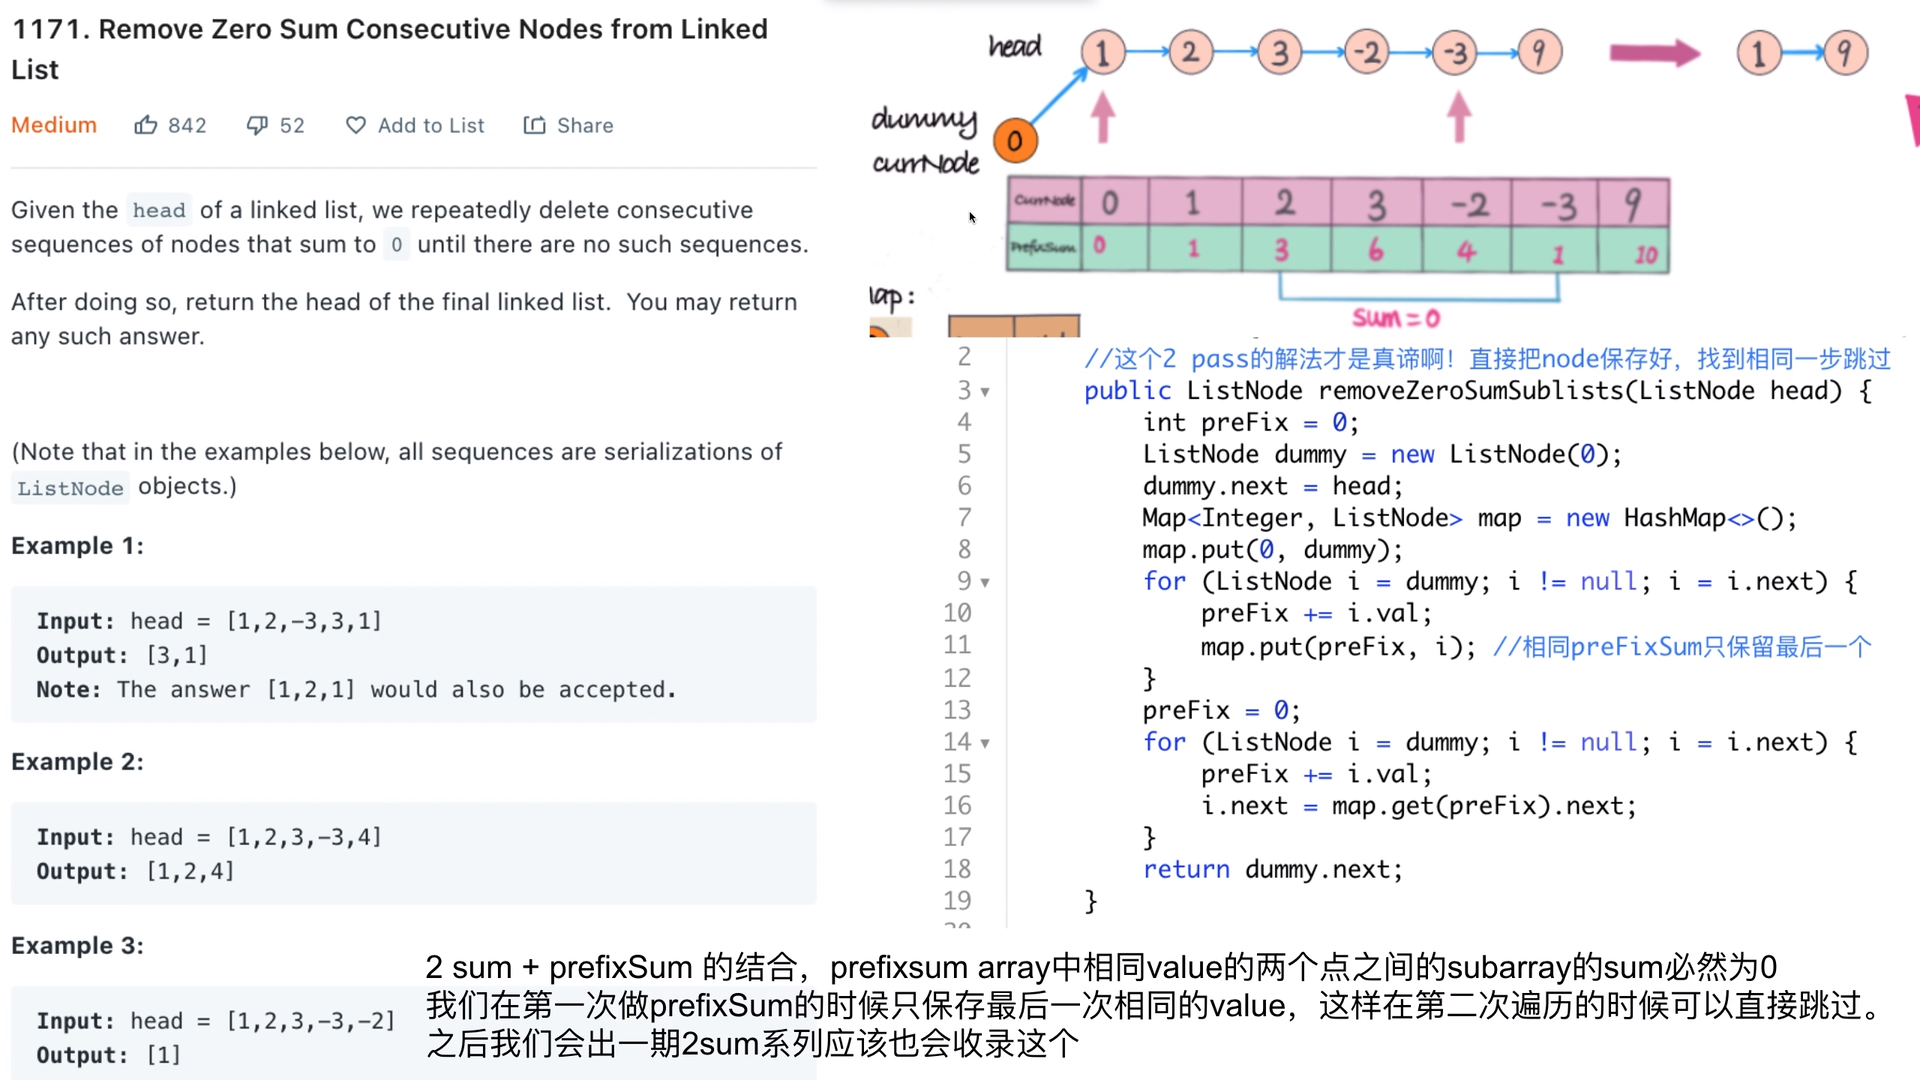 1171. Remove Zero Sum Consecutive Nodes from Linked
List
Medium 842 52 Add to List Share
Given the head of a linked list, we repeatedly delete consecutive
sequences of nodes that sum to 0 until there are no such sequences.
After doing so, return the head of the final linked list. You may return
any such answer.
(Note that in the examples below, all sequences are serializations of
ListNode objects.)
Example 1:
Input: head = [1,2,-3,3,1]
Output: [3,1]
Note: The answer [1,2,1] would also be accepted.
Example 2:
Input: head = [1,2,3,-3,4]
Output: [1,2,4]
Example 3:
Input: head = [1,2,3,-3,-2]
Output: [1]
head 1 2 3 -2 -3 9 1 9
dummy 0
currNode
CurrNode 0 1 2 3 -2 -3 9
PrefixSum 0 1 3 6 4 1 10
Sum = 0
2 //这个2 pass的解法才是真谛啊！直接把node保存好，找到相同一步跳过
3 public ListNode removeZeroSumSublists(ListNode head) {
4 int preFix = 0;
5 ListNode dummy = new ListNode(0);
6 dummy.next = head;
7 Map<Integer, ListNode> map = new HashMap<>();
8 map.put(0, dummy);
9 for (ListNode i = dummy; i != null; i = i.next) {
10 preFix += i.val;
11 map.put(preFix, i); //相同preFixSum只保留最后一个
12 }
13 preFix = 0;
14 for (ListNode i = dummy; i != null; i = i.next) {
15 preFix += i.val;
16 i.next = map.get(preFix).next;
17 }
18 return dummy.next;
19 }
2 sum + prefixSum 的结合，prefixsum array中相同value的两个点之间的subarray的sum必然为0
我们在第一次做prefixSum的时候只保存最后一次相同的value，这样在第二次遍历的时候可以直接跳过。
之后我们会出一期2sum系列应该也会收录这个